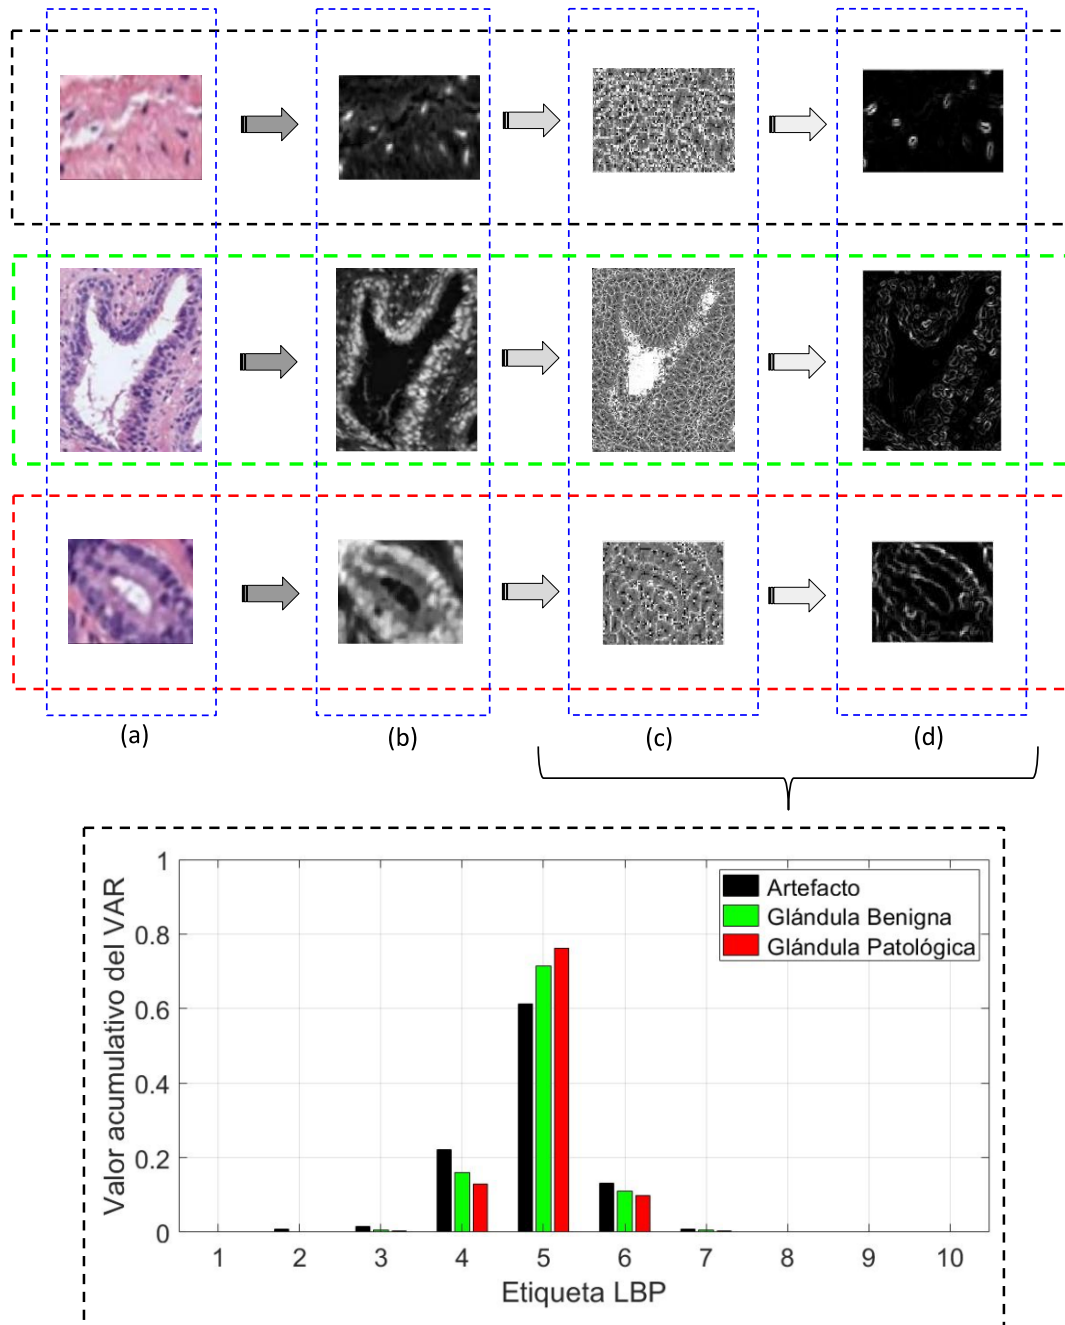 (a) (b) (c) (d)
Artefacto
Glándula Benigna
Glándula Patológica
Valor acumulativo del VAR
1
0.8
0.6
0.4
0.2
0
1 2 3 4 5 6 7 8 9 10
Etiqueta LBP